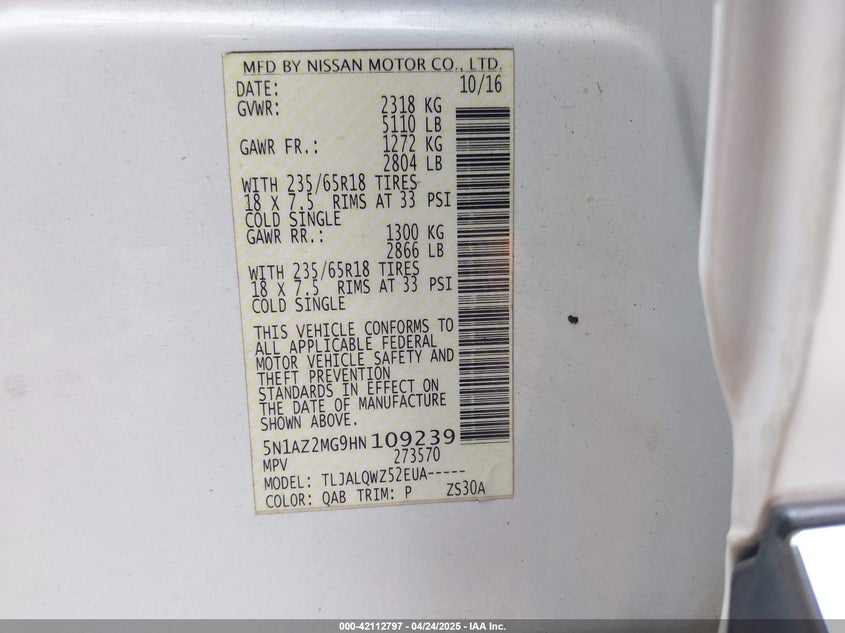 MFD BY NISSAN MOTOR CO., LTD.
DATE: 10/16
GVWR: 2318 KG
5110 LB
GAWR FR.: 1272 KG
2804 LB
WITH 235/65R18 TIRES
18 X 7.5 RIMS AT 33 PSI
COLD SINGLE
GAWR RR.: 1300 KG
2866 LB
WITH 235/65R18 TIRES
18 X 7.5 RIMS AT 33 PSI
COLD SINGLE
THIS VEHICLE CONFORMS TO
ALL APPLICABLE FEDERAL
MOTOR VEHICLE SAFETY AND
THEFT PREVENTION
STANDARDS IN EFFECT ON
THE DATE OF MANUFACTURE
SHOWN ABOVE.
5N1AZ2MG9HN109239
MPV 273570
MODEL: TLJALQWZ52EUA-----
COLOR: QAB TRIM: P ZS30A
000-42112797 - 04/24/2025 - IAA Inc.